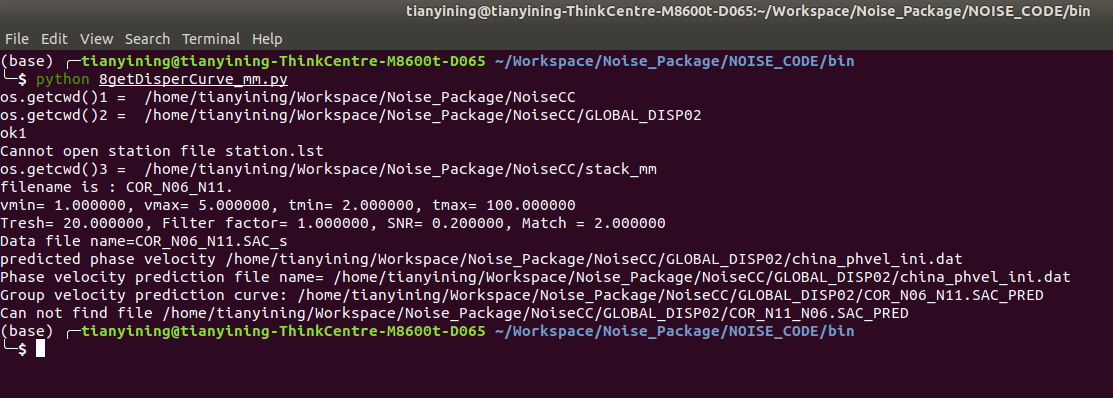 tianyining@tianyining-ThinkCentre-M8600t-D065:~/Workspace/Noise_Package/NOISE_CODE/bin
File Edit View Search Terminal Help
(base) ╭─tianyining@tianyining-ThinkCentre-M8600t-D065 ~/Workspace/Noise_Package/NOISE_CODE/bin
╰─$ python 8getDisperCurve_mm.py
os.getcwd()1 =  /home/tianyining/Workspace/Noise_Package/NoiseCC
os.getcwd()2 =  /home/tianyining/Workspace/Noise_Package/NoiseCC/GLOBAL_DISP02
ok1
Cannot open station file station.lst
os.getcwd()3 =  /home/tianyining/Workspace/Noise_Package/NoiseCC/stack_mm
filename is : COR_N06_N11.
vmin= 1.000000, vmax= 5.000000, tmin= 2.000000, tmax= 100.000000
Tresh= 20.000000, Filter factor= 1.000000, SNR= 0.200000, Match = 2.000000
Data file name=COR_N06_N11.SAC_s
predicted phase velocity /home/tianyining/Workspace/Noise_Package/NoiseCC/GLOBAL_DISP02/china_phvel_ini.dat
Phase velocity prediction file name= /home/tianyining/Workspace/Noise_Package/NoiseCC/GLOBAL_DISP02/china_phvel_ini.dat
Group velocity prediction curve: /home/tianyining/Workspace/Noise_Package/NoiseCC/GLOBAL_DISP02/COR_N06_N11.SAC_PRED
Can not find file /home/tianyining/Workspace/Noise_Package/NoiseCC/GLOBAL_DISP02/COR_N11_N06.SAC_PRED
(base) ╭─tianyining@tianyining-ThinkCentre-M8600t-D065 ~/Workspace/Noise_Package/NOISE_CODE/bin
╰─$